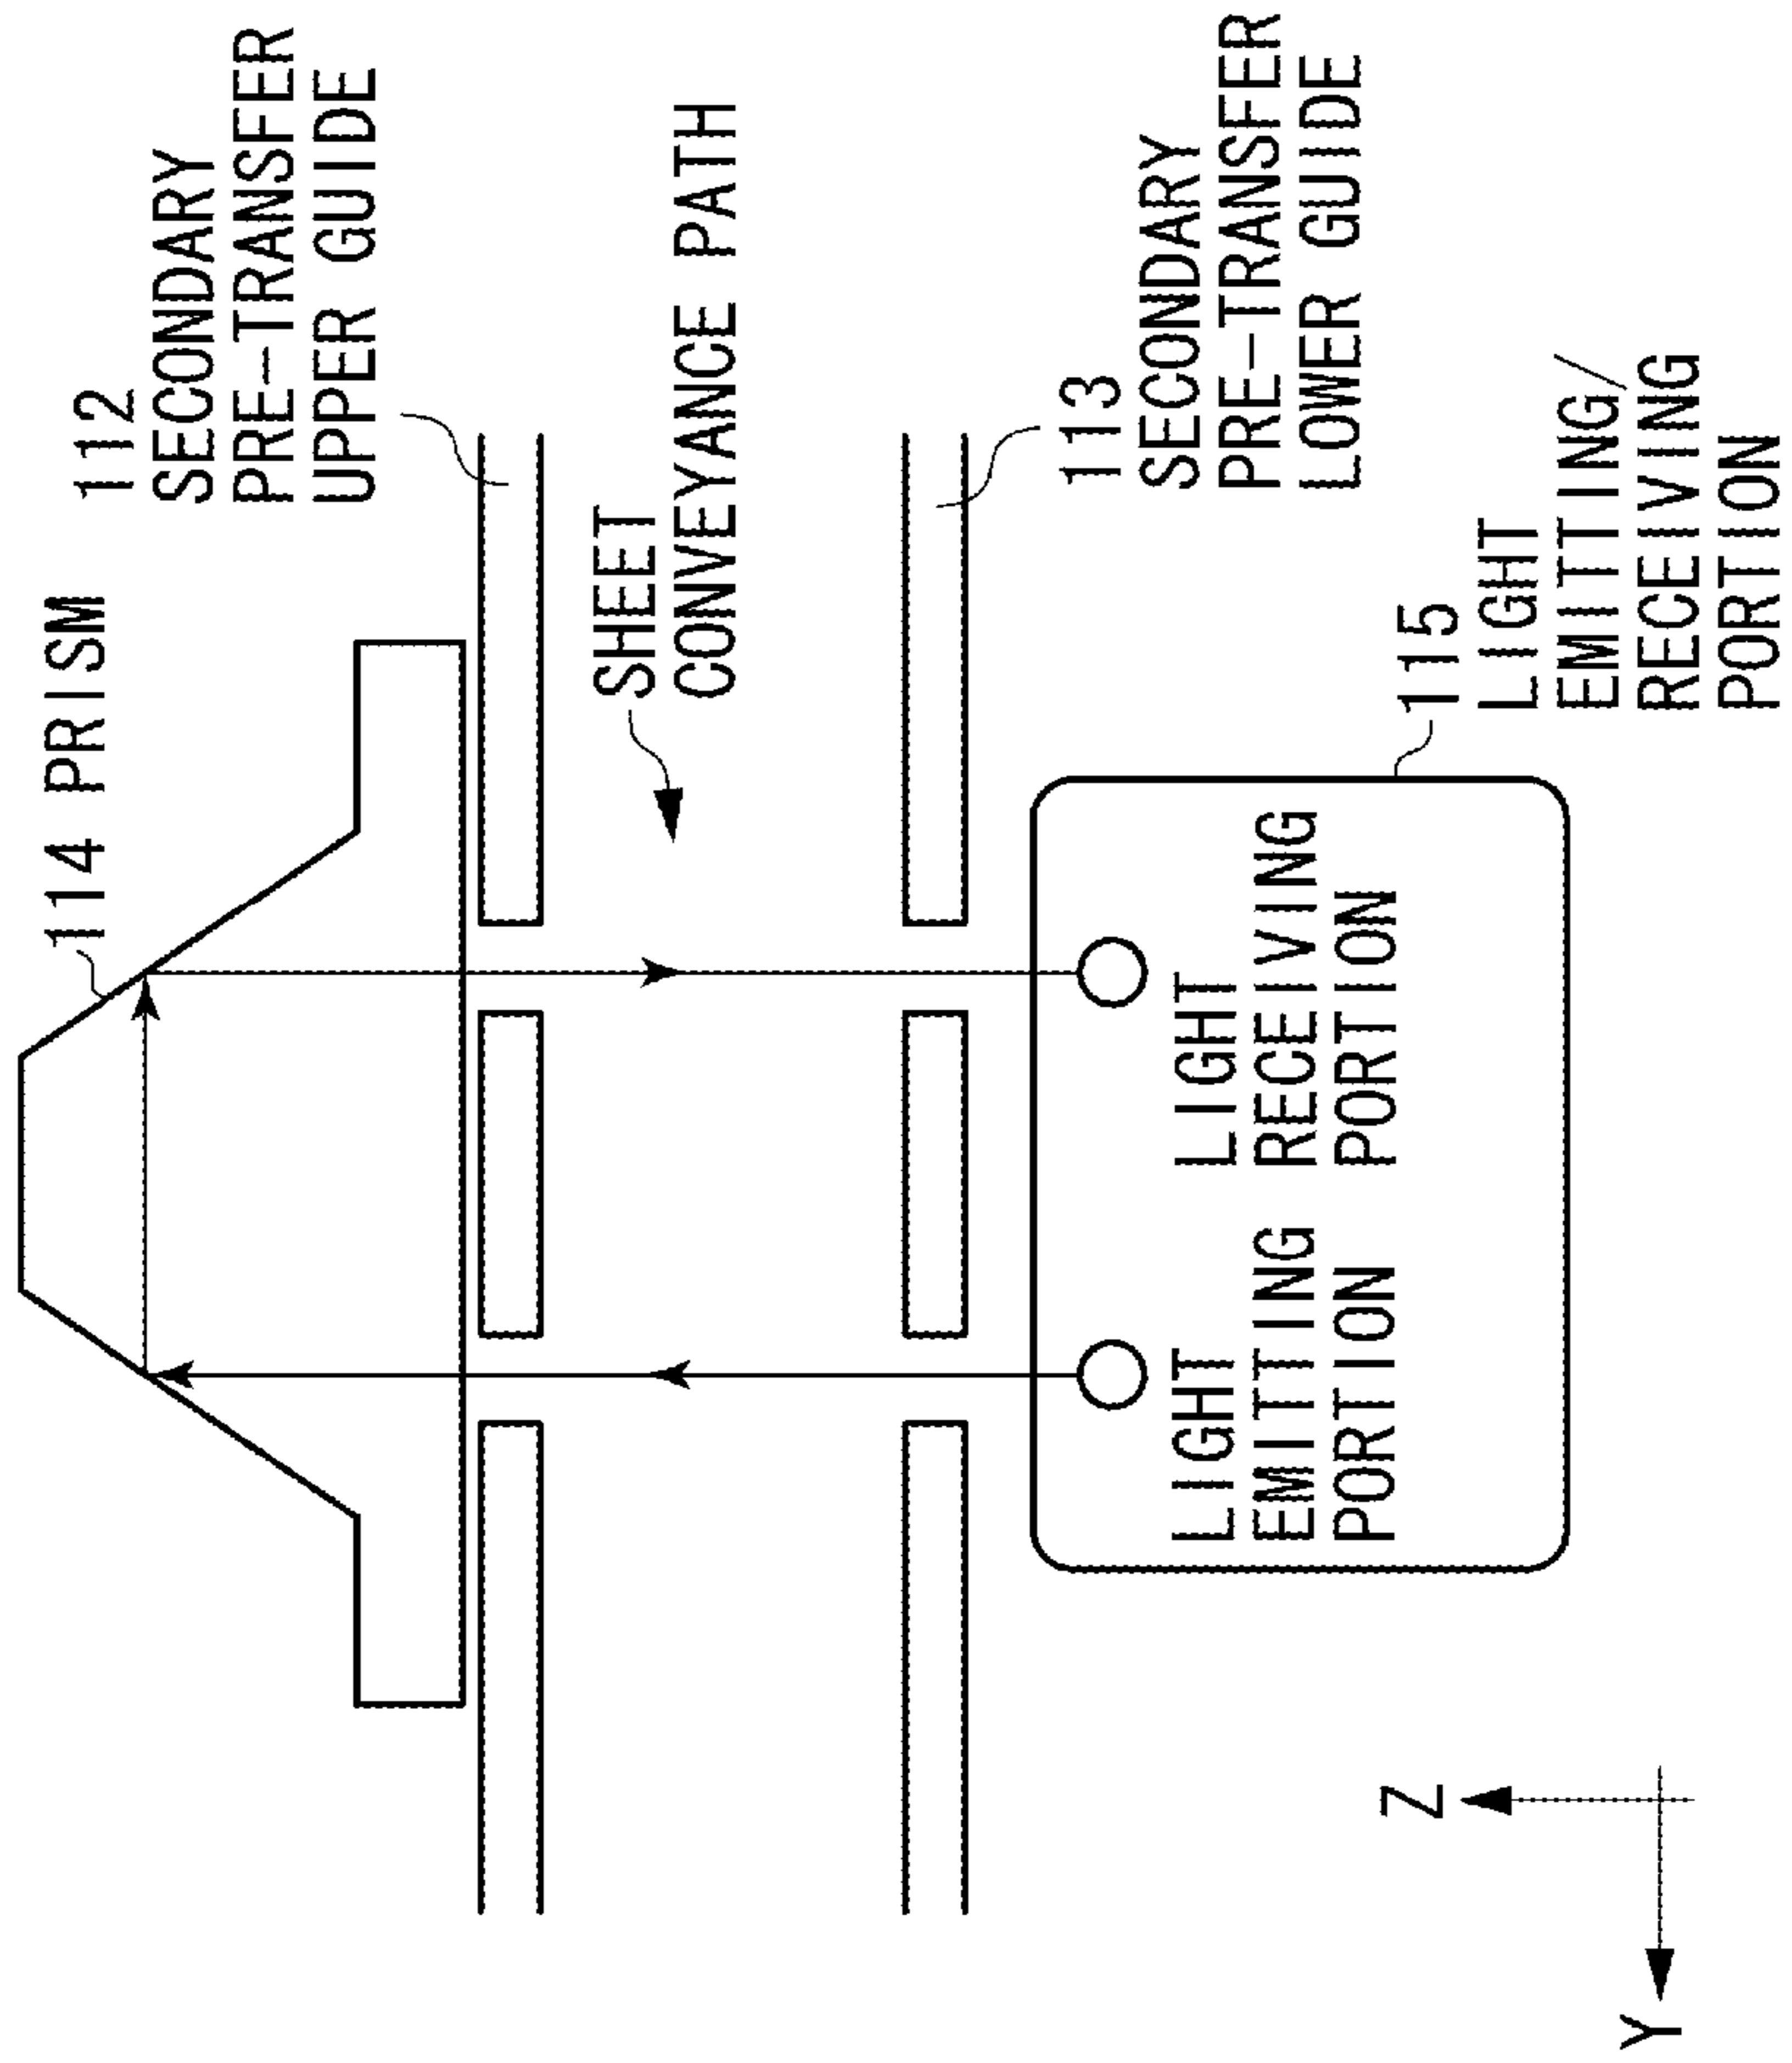 114 PRISM
112
SECONDARY
PRE-TRANSFER
UPPER GUIDE
SHEET
CONVEYANCE PATH
113
SECONDARY
PRE-TRANSFER
LOWER GUIDE
115
LIGHT
EMITTING/
RECEIVING
PORTION
LIGHT
EMITTING
PORTION
LIGHT
RECEIVING
PORTION
Z
Y